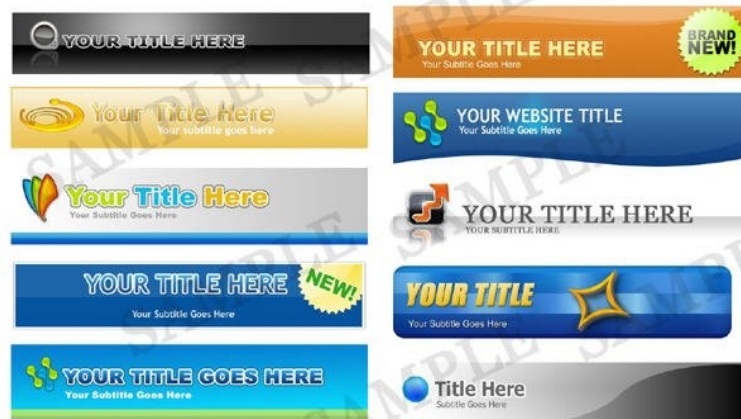 YOUR TITLE HERE
Your Title Here
Your subtitle goes here
Your Title Here
Your Subtitle Goes Here
YOUR TITLE HERE
NEW!
Your Subtitle Goes Here
YOUR TITLE GOES HERE
Your Subtitle Goes Here
YOUR TITLE HERE
Your Subtitle Goes Here
BRAND
NEW!
YOUR WEBSITE TITLE
Your Subtitle Goes Here
YOUR TITLE HERE
YOUR SUBTITLE HERE
YOUR TITLE
Your Subtitle Goes Here
Title Here
Subtitle Goes Here
SAMPLE
SAMPLE
SAMPLE
SAMPLE
SAMPLE
SAMPLE